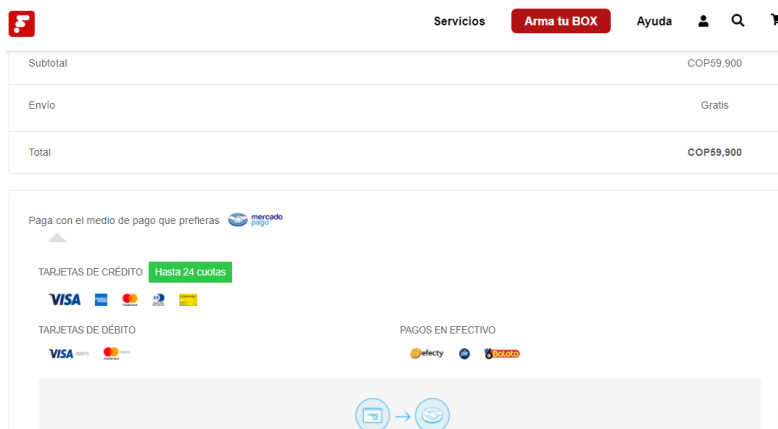 Servicios Arma tu BOX Ayuda
Subtotal COP59,900
Envío Gratis
Total COP59,900
Paga con el medio de pago que prefieras mercado pago
TARJETAS DE CRÉDITO Hasta 24 cuotas
VISA
TARJETAS DE DÉBITO PAGOS EN EFECTIVO
VISA efecty Baloto